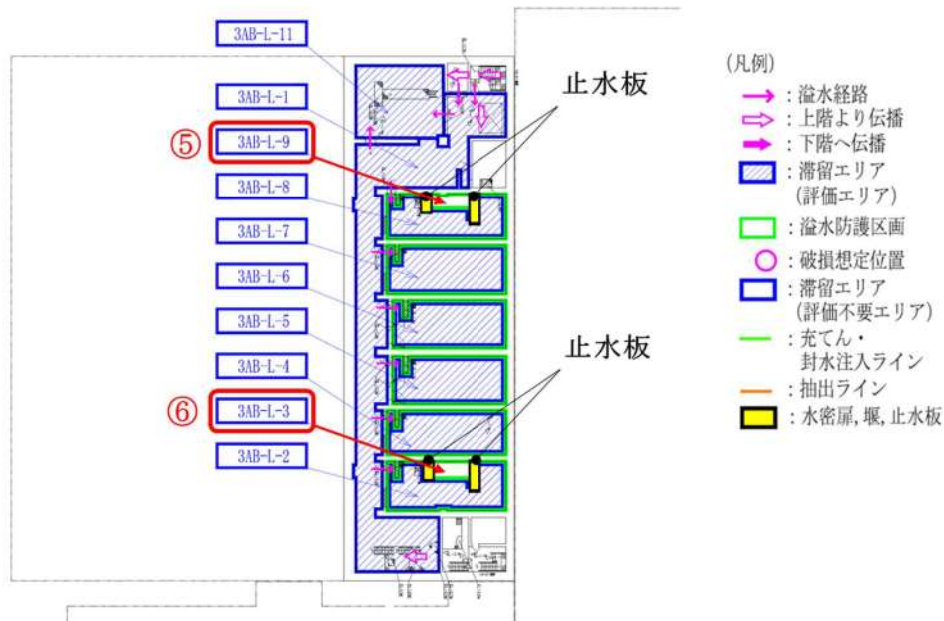 3AB-L-11
3AB-L-1
⑤
3AB-L-9
3AB-L-8
3AB-L-7
3AB-L-6
3AB-L-5
3AB-L-4
⑥
3AB-L-3
3AB-L-2
止水板
止水板
(凡例)
：溢水経路
：上階より伝播
：下階へ伝播
：滞留エリア
(評価エリア)
：溢水防護区画
：破損想定位置
：滞留エリア
(評価不要エリア)
：充てん・
封水注入ライン
：抽出ライン
：水密扉, 堰, 止水板